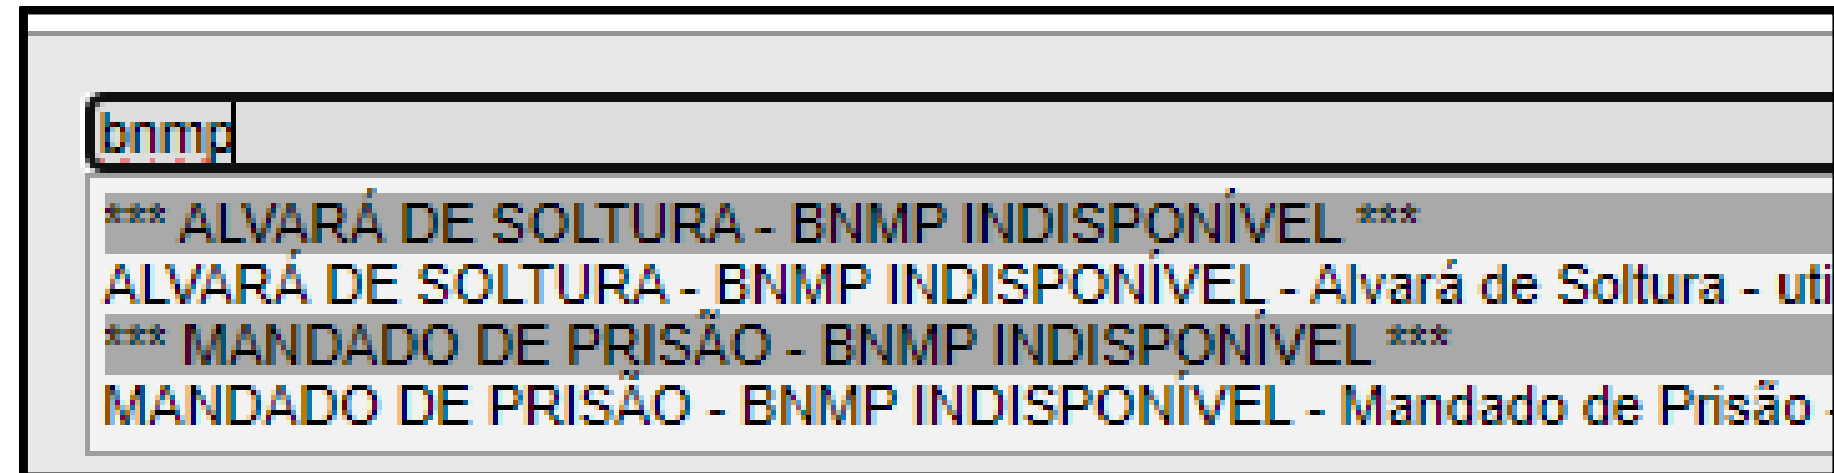 bnmp
*** ALVARÁ DE SOLTURA - BNMP INDISPONÍVEL ***
ALVARÁ DE SOLTURA - BNMP INDISPONÍVEL - Alvará de Soltura - uti
*** MANDADO DE PRISÃO - BNMP INDISPONÍVEL ***
MANDADO DE PRISÃO - BNMP INDISPONÍVEL - Mandado de Prisão -